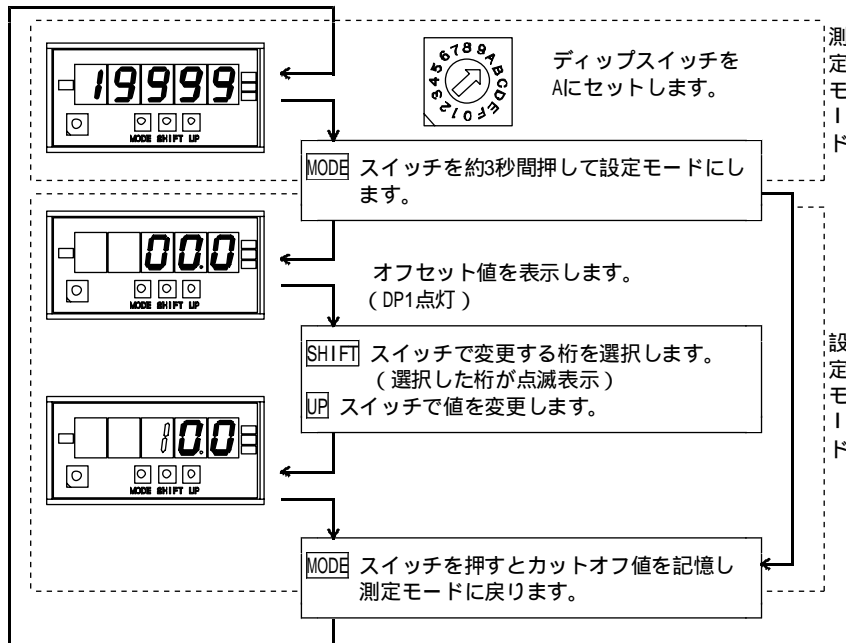 19999
MODE SHIFT UP
456789ABCDEF0123
ディップスイッチを
Aにセットします。
測定モード
MODE スイッチを約3秒間押して設定モードにし
ます。
00.0
MODE SHIFT UP
オフセット値を表示します。
(DP1点灯)
SHIFT スイッチで変更する桁を選択します。
(選択した桁が点滅表示)
UP スイッチで値を変更します。
設定モード
10.0
MODE SHIFT UP
MODE スイッチを押すとカットオフ値を記憶し
測定モードに戻ります。